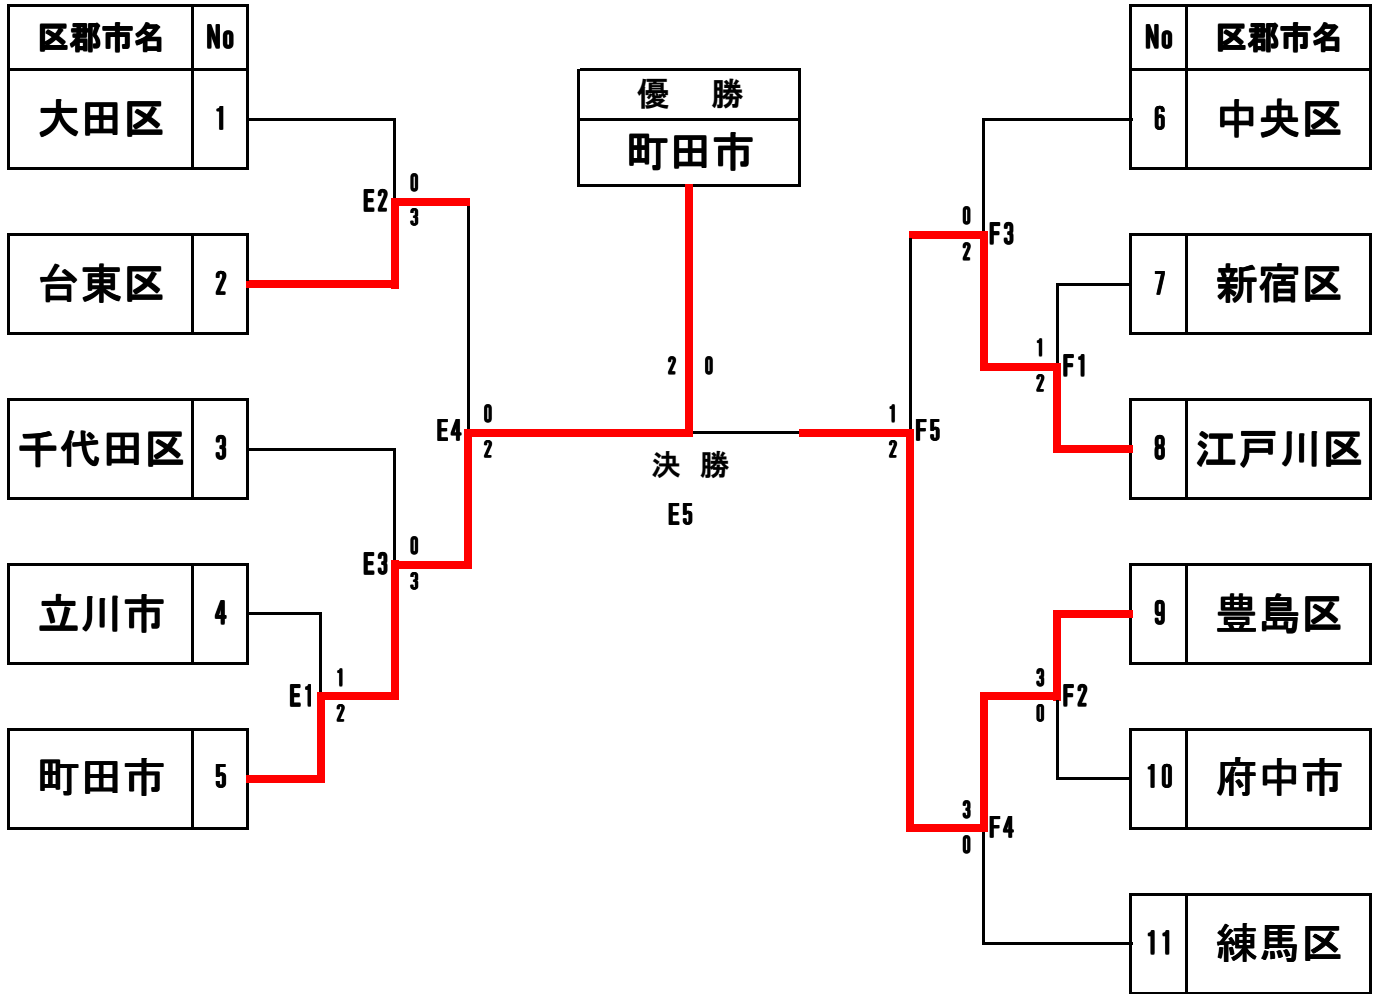 区郡市名 No
大田区 1
台東区 2
千代田区 3
立川市 4
町田市 5
E2
0
3
E4
0
2
E3
0
3
E1
1
2
優 勝
町田市
2 0
決 勝
E5
No 区郡市名
6 中央区
7 新宿区
8 江戸川区
9 豊島区
10 府中市
11 練馬区
0
2
F3
1
2
F1
1
2
F5
3
0
F2
3
0
F4